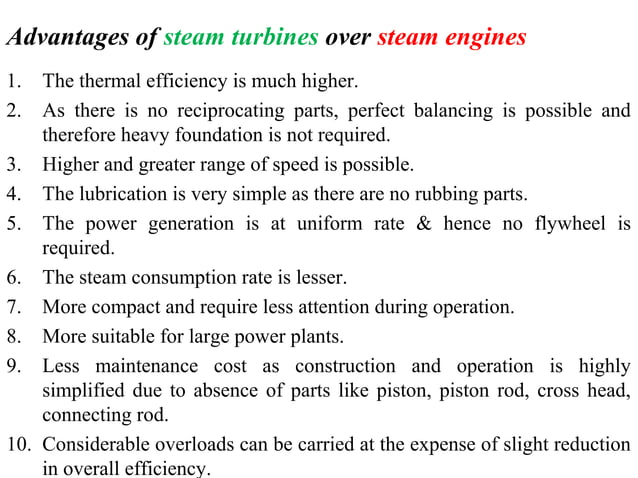 Advantages of steam turbines over steam engines
1. The thermal efficiency is much higher.
2. As there is no reciprocating parts, perfect balancing is possible and
therefore heavy foundation is not required.
3. Higher and greater range of speed is possible.
4. The lubrication is very simple as there are no rubbing parts.
5. The power generation is at uniform rate & hence no flywheel is
required.
6. The steam consumption rate is lesser.
7. More compact and require less attention during operation.
8. More suitable for large power plants.
9. Less maintenance cost as construction and operation is highly
simplified due to absence of parts like piston, piston rod, cross head,
connecting rod.
10. Considerable overloads can be carried at the expense of slight reduction
in overall efficiency.